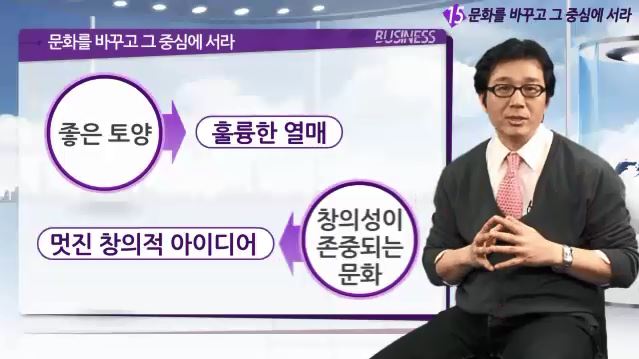 15 문화를 바꾸고 그 중심에 서라
문화를 바꾸고 그 중심에 서라
BUSINESS
좋은 토양
훌륭한 열매
멋진 창의적 아이디어
창의성이
존중되는
문화